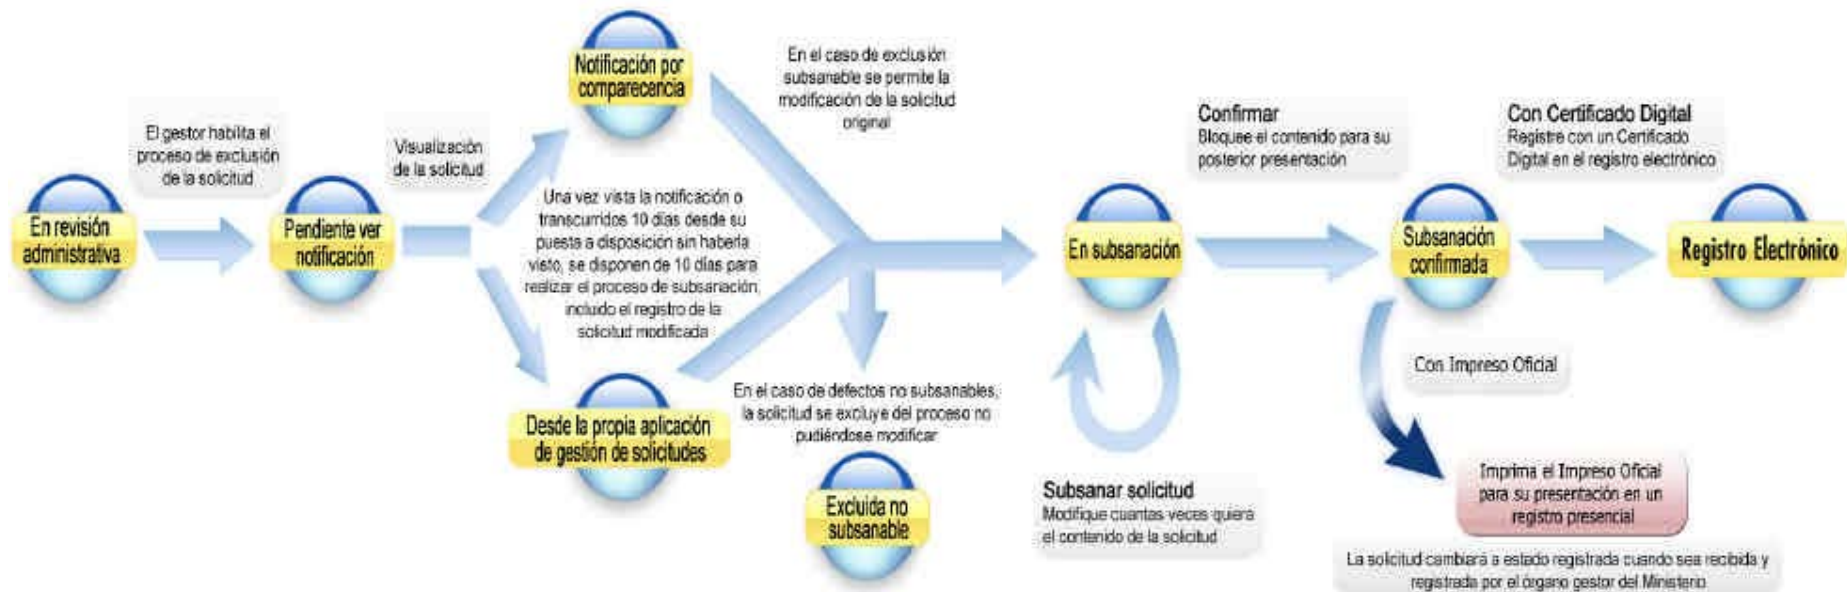 En revisión
administrativa
El gestor habilita el
proceso de exclusión
de la solicitud
Pendiente ver
notificación
Visualización
de la solicitud
Notificación por
comparecencia
Una vez vista la notificación o
transcurridos 10 días desde su
puesta a disposición sin haberla
visto, se disponen de 10 días para
realizar el proceso de subsanación,
incluido el registro de la
solicitud modificada
Desde la propia aplicación
de gestión de solicitudes
En el caso de exclusión
subsanable se permite la
modificación de la solicitud
original
En el caso de defectos no subsanables,
la solicitud se excluye del proceso no
pudiéndose modificar
Excluida no
subsanable
En subsanación
Subsanar solicitud
Modifique cuantas veces quiera
el contenido de la solicitud
Confirmar
Bloquee el contenido para su
posterior presentación
Subsanación
confirmada
Con Certificado Digital
Registre con un Certificado
Digital en el registro electrónico
Registro Electrónico
Con Impreso Oficial
Imprima el Impreso Oficial
para su presentación en un
registro presencial
La solicitud cambiará a estado registrada cuando sea recibida y
registrada por el órgano gestor del Ministerio